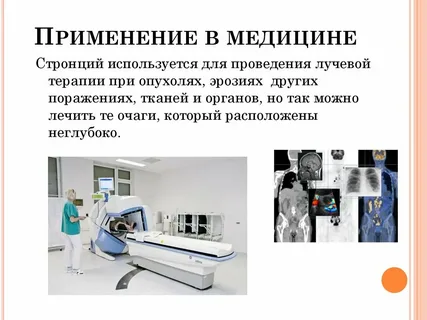 ПРИМЕНЕНИЕ В МЕДИЦИНЕ
Стронций используется для проведения лучевой
терапии при опухолях, эрозиях других
поражениях, тканей и органов, но так можно
лечить те очаги, который расположены
неглубоко.